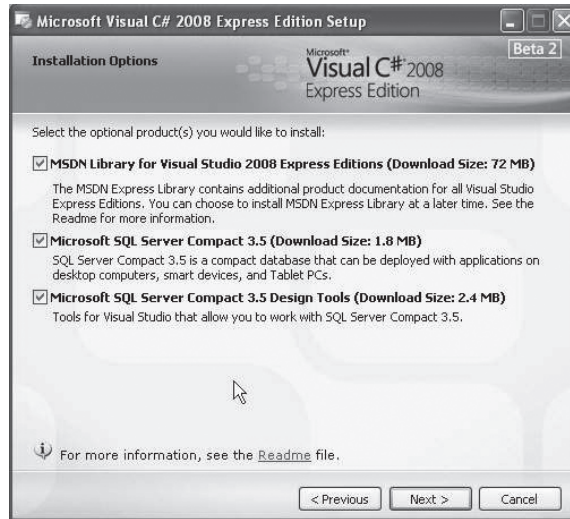 Microsoft Visual C# 2008 Express Edition Setup
Installation Options
Microsoft®
Visual C#® 2008
Express Edition
Beta 2
Select the optional product(s) you would like to install:
MSDN Library for Visual Studio 2008 Express Editions (Download Size: 72 MB)
The MSDN Express Library contains additional product documentation for all Visual Studio
Express Editions. You can choose to install MSDN Express Library at a later time. See the
Readme for more information.
Microsoft SQL Server Compact 3.5 (Download Size: 1.8 MB)
SQL Server Compact 3.5 is a compact database that can be deployed with applications on
desktop computers, smart devices, and Tablet PCs.
Microsoft SQL Server Compact 3.5 Design Tools (Download Size: 2.4 MB)
Tools for Visual Studio that allow you to work with SQL Server Compact 3.5.
For more information, see the Readme file.
< Previous
Next >
Cancel